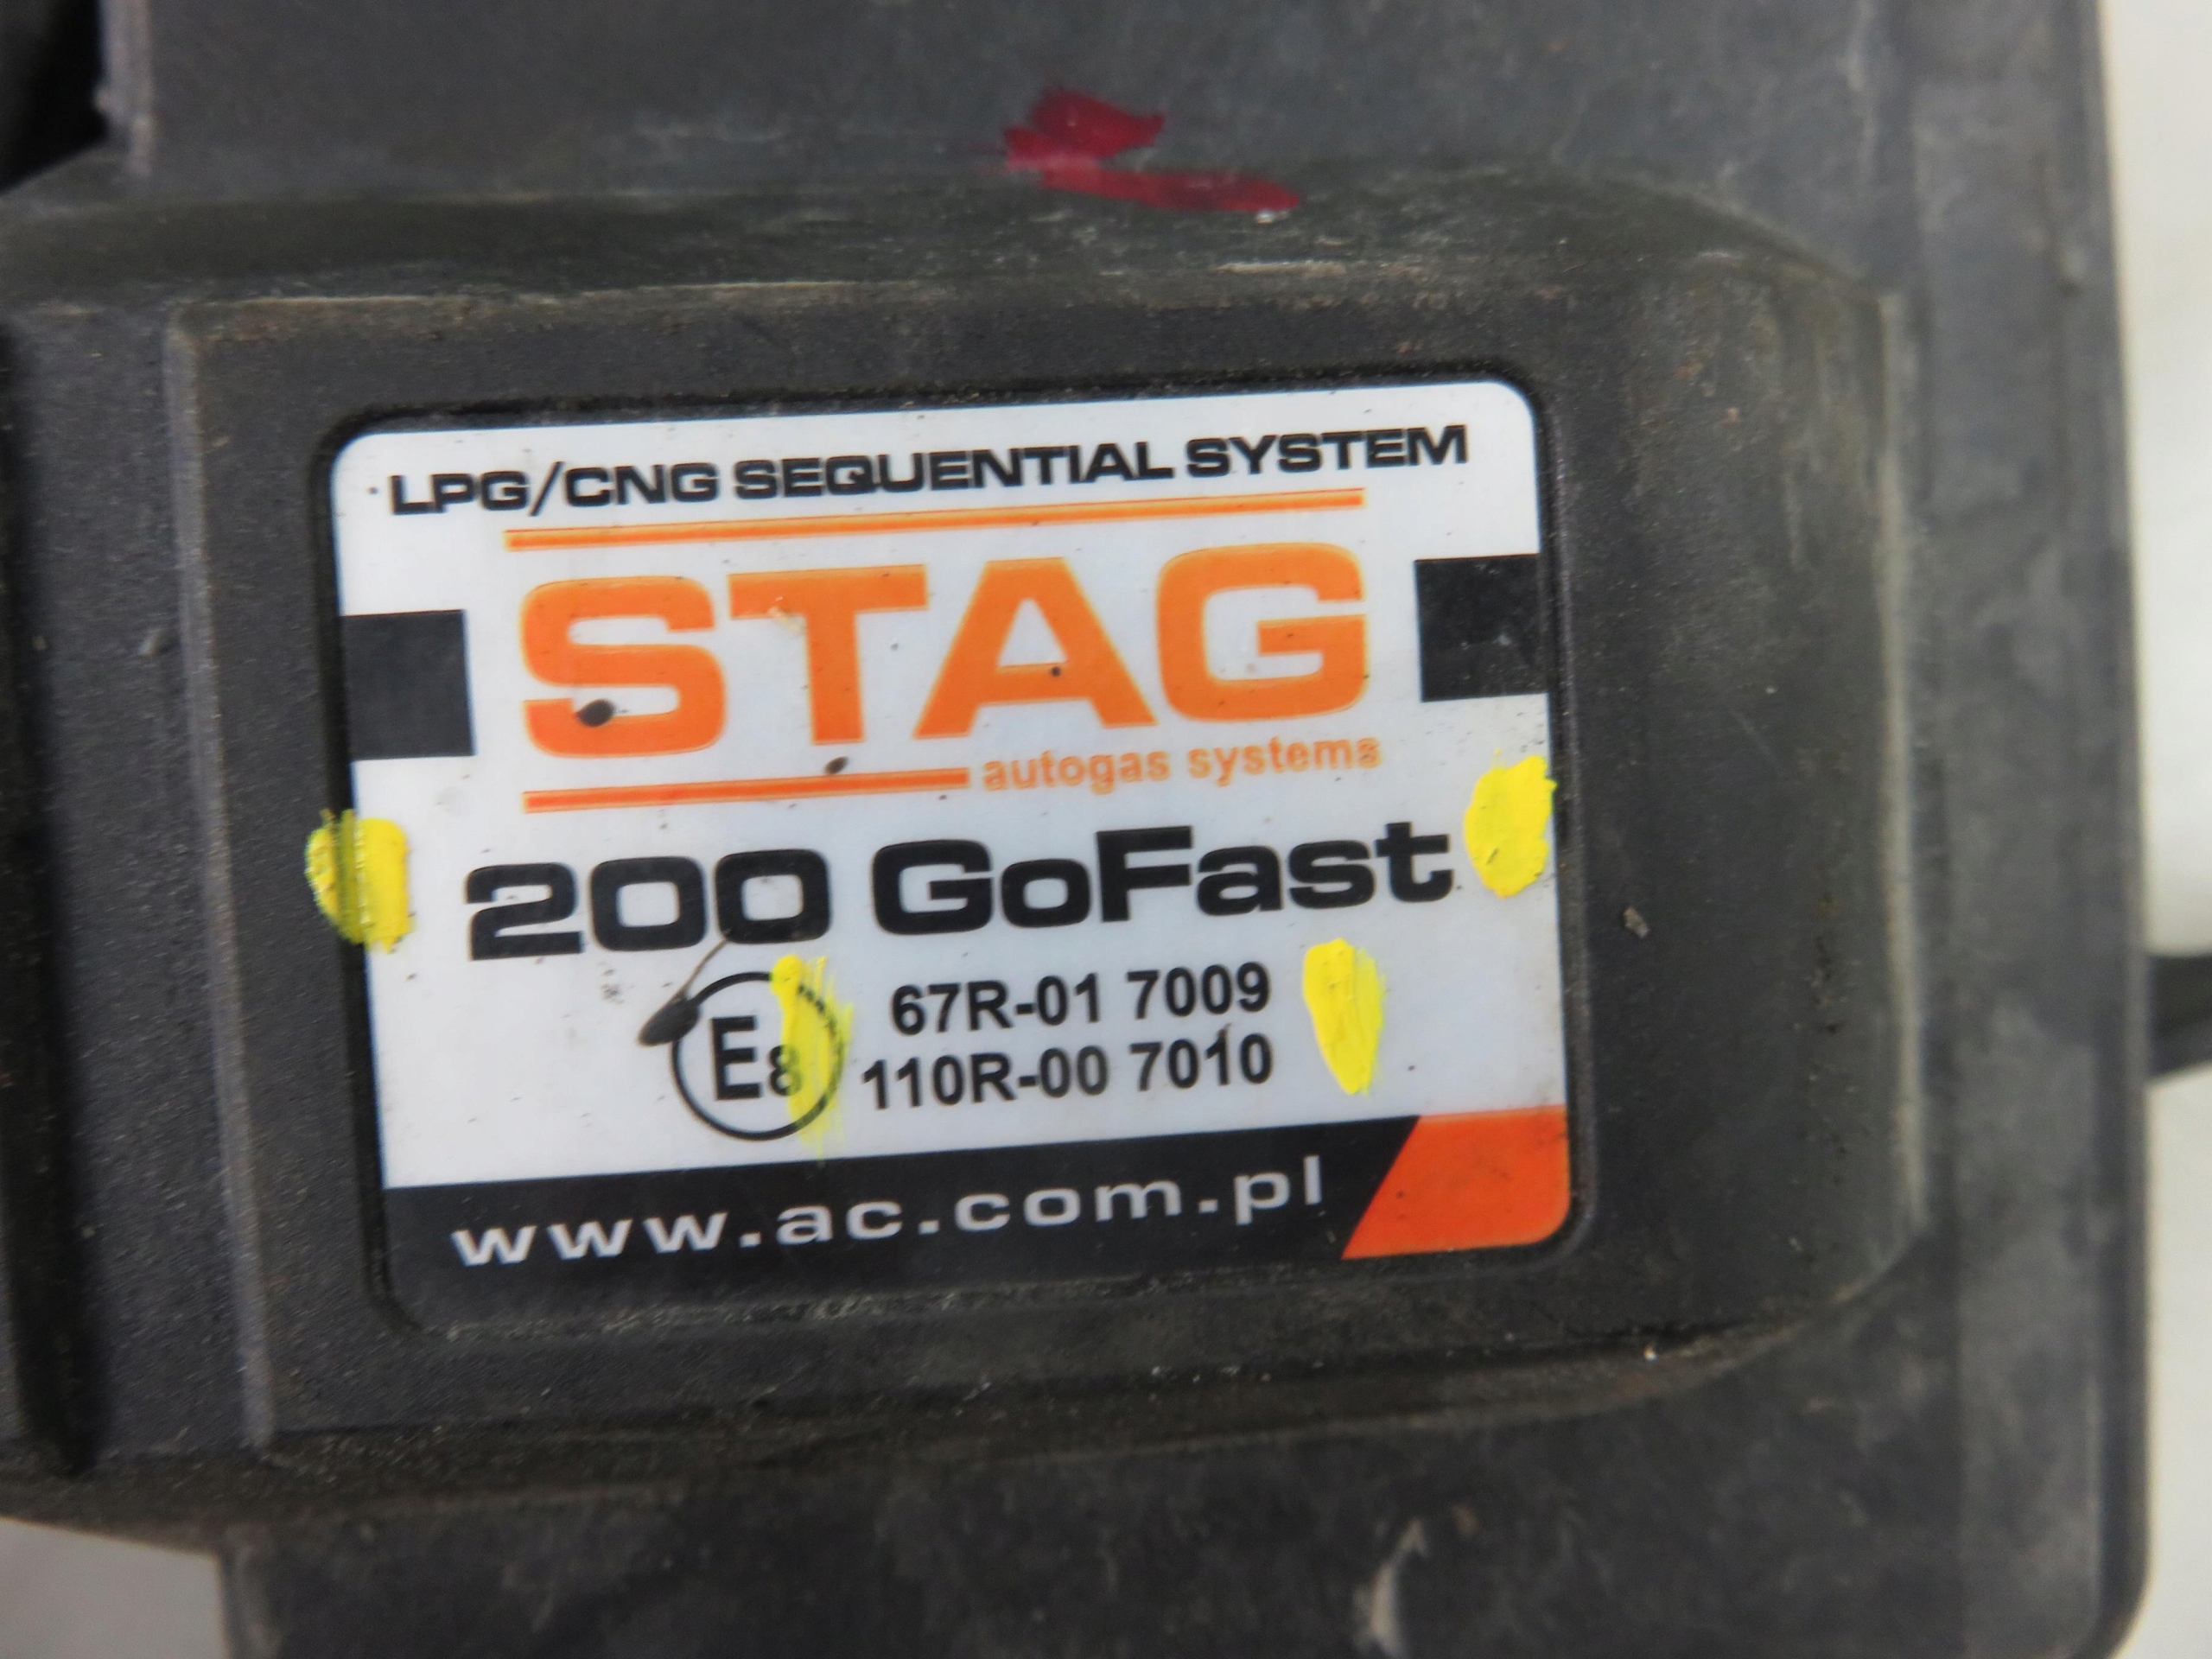 LPG/CNG SEQUENTIAL SYSTEM
STAG
autogas systems
200 GoFast
E8 67R-01 7009
110R-00 7010
www.ac.com.pl